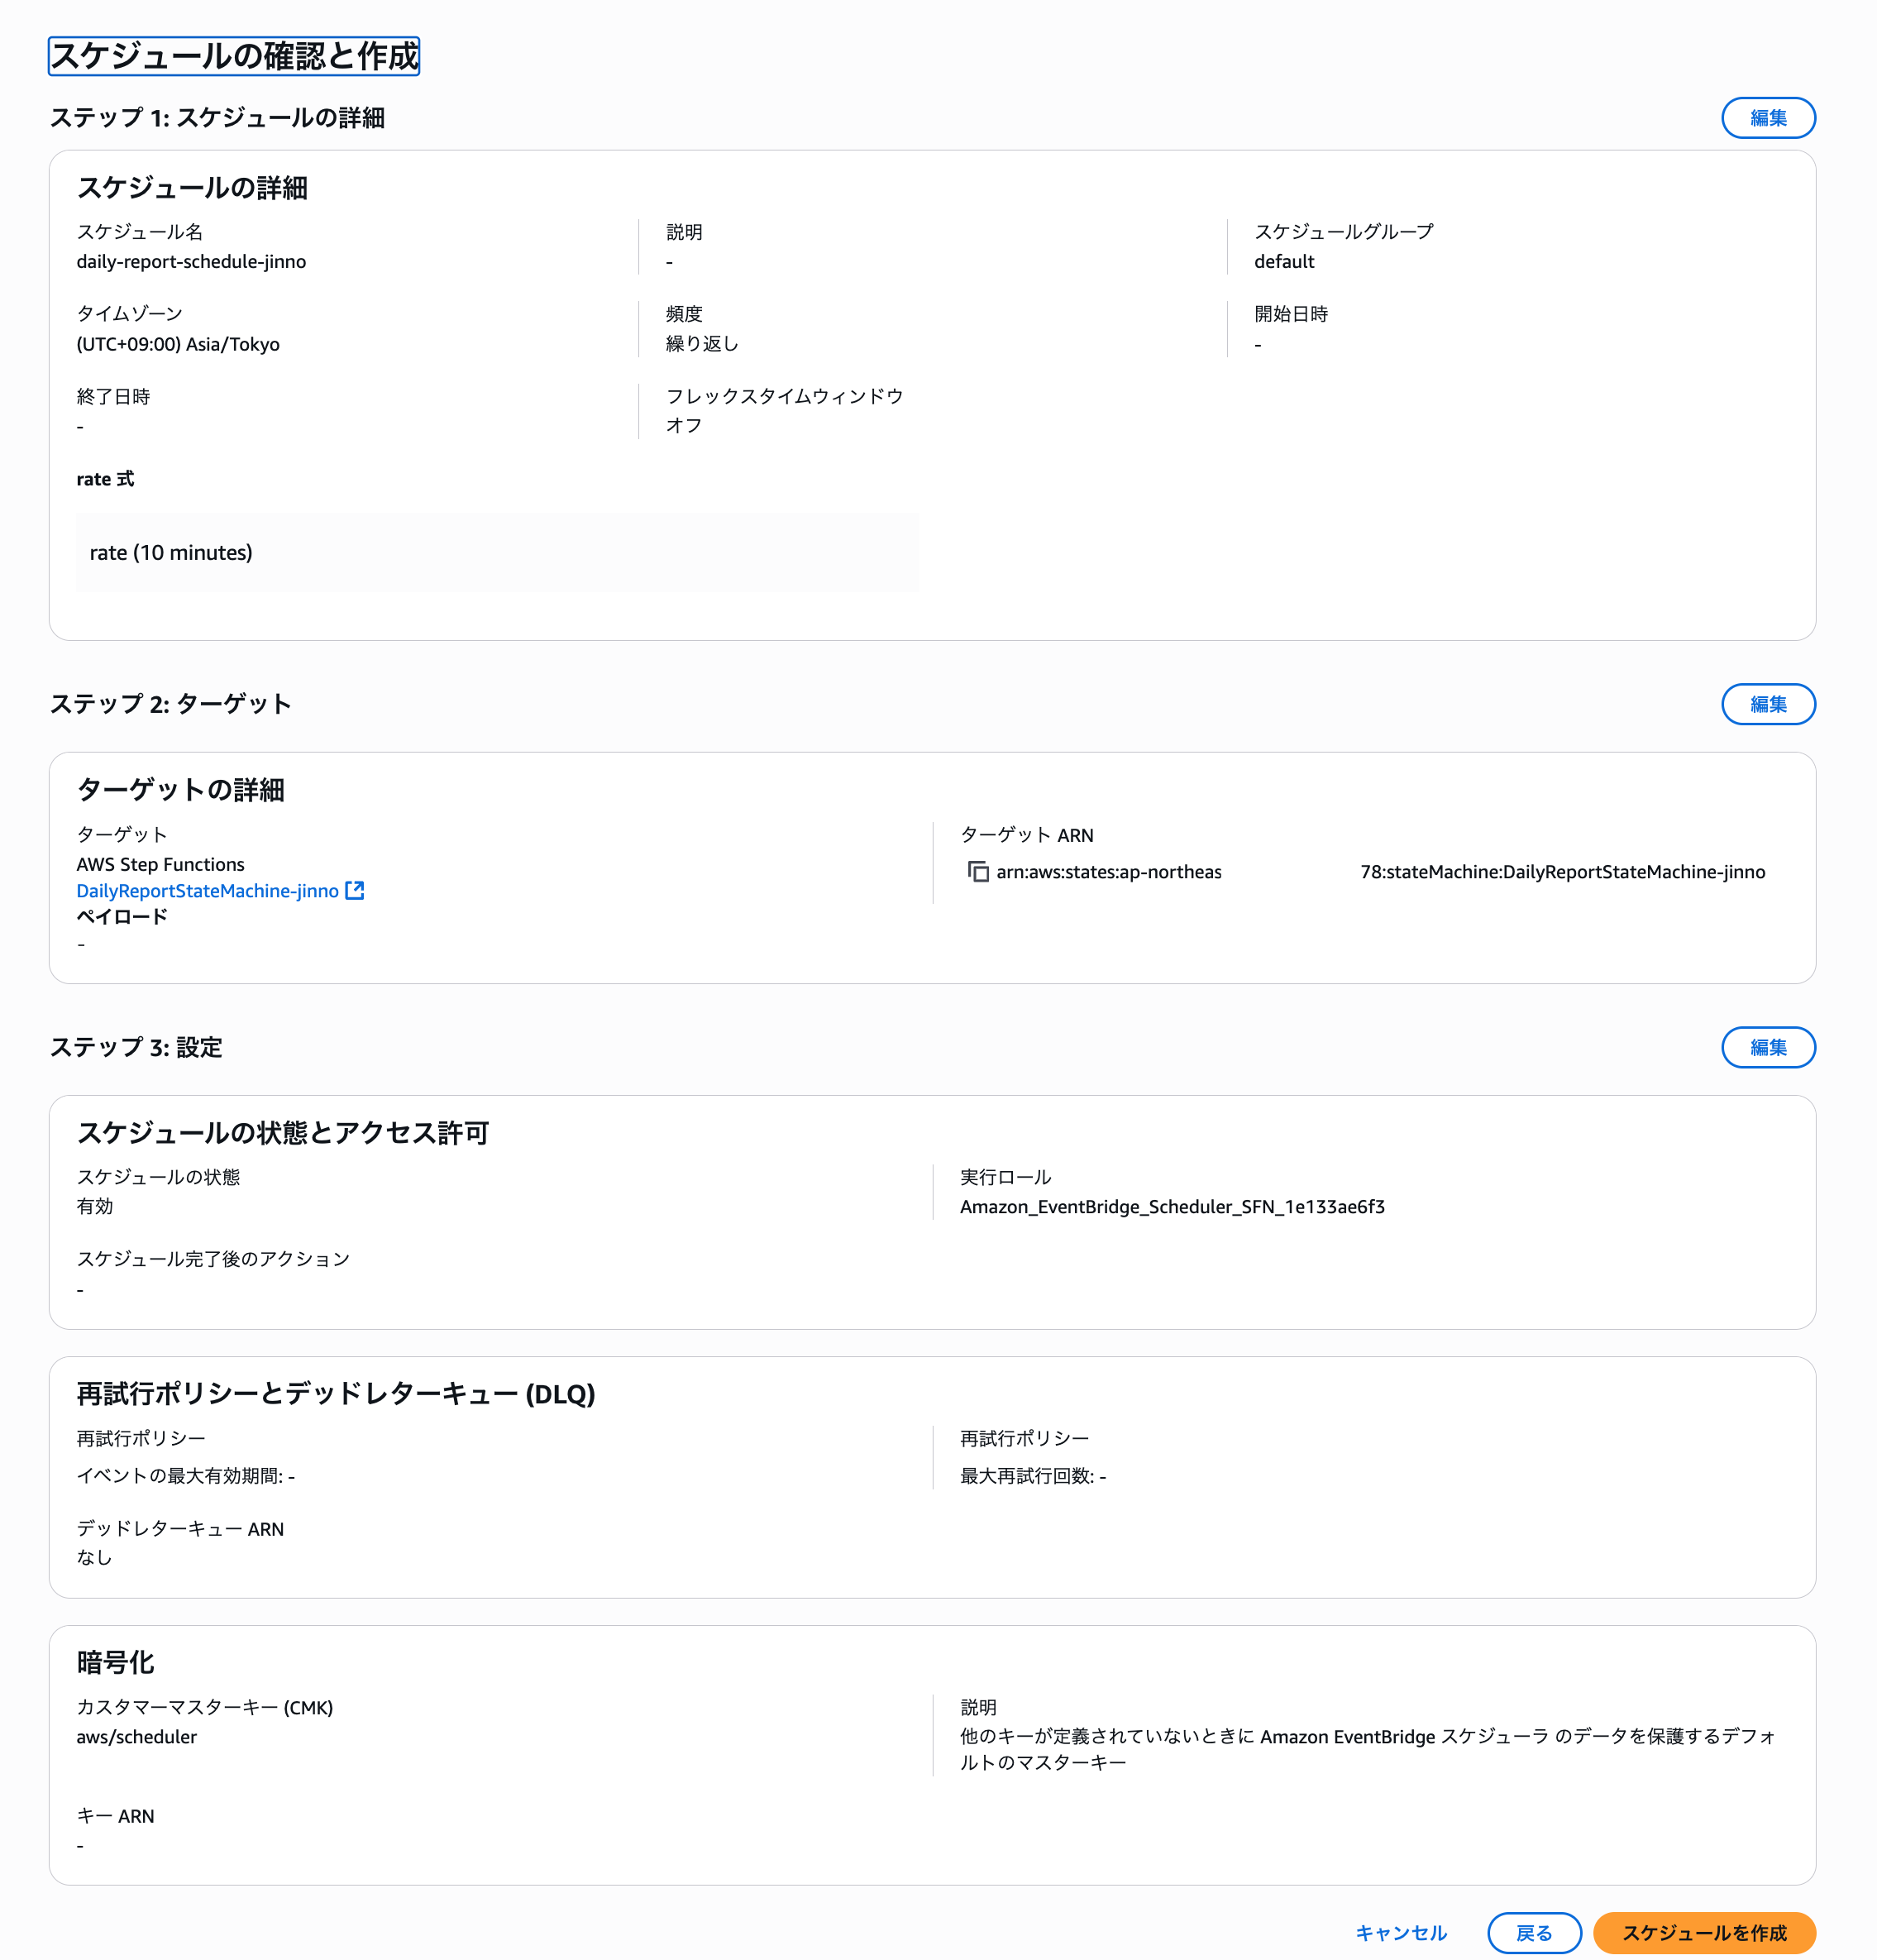 スケジュールの確認と作成
ステップ 1: スケジュールの詳細
編集
スケジュールの詳細
スケジュール名
daily-report-schedule-jinno
説明
-
スケジュールグループ
default
タイムゾーン
(UTC+09:00) Asia/Tokyo
頻度
繰り返し
開始日時
-
終了日時
-
フレックスタイムウィンドウ
オフ
rate 式
rate (10 minutes)
ステップ 2: ターゲット
編集
ターゲットの詳細
ターゲット
AWS Step Functions
DailyReportStateMachine-jinno
ペイロード
-
ターゲット ARN
arn:aws:states:ap-northeas 78:stateMachine:DailyReportStateMachine-jinno
ステップ 3: 設定
編集
スケジュールの状態とアクセス許可
スケジュールの状態
有効
実行ロール
Amazon_EventBridge_Scheduler_SFN_1e133ae6f3
スケジュール完了後のアクション
-
再試行ポリシーとデッドレターキュー (DLQ)
再試行ポリシー
イベントの最大有効期間: -
再試行ポリシー
最大再試行回数: -
デッドレターキュー ARN
なし
暗号化
カスタマーマスターキー (CMK)
aws/scheduler
説明
他のキーが定義されていないときに Amazon EventBridge スケジューラ のデータを保護するデフォ
ルトのマスターキー
キー ARN
-
キャンセル
戻る
スケジュールを作成